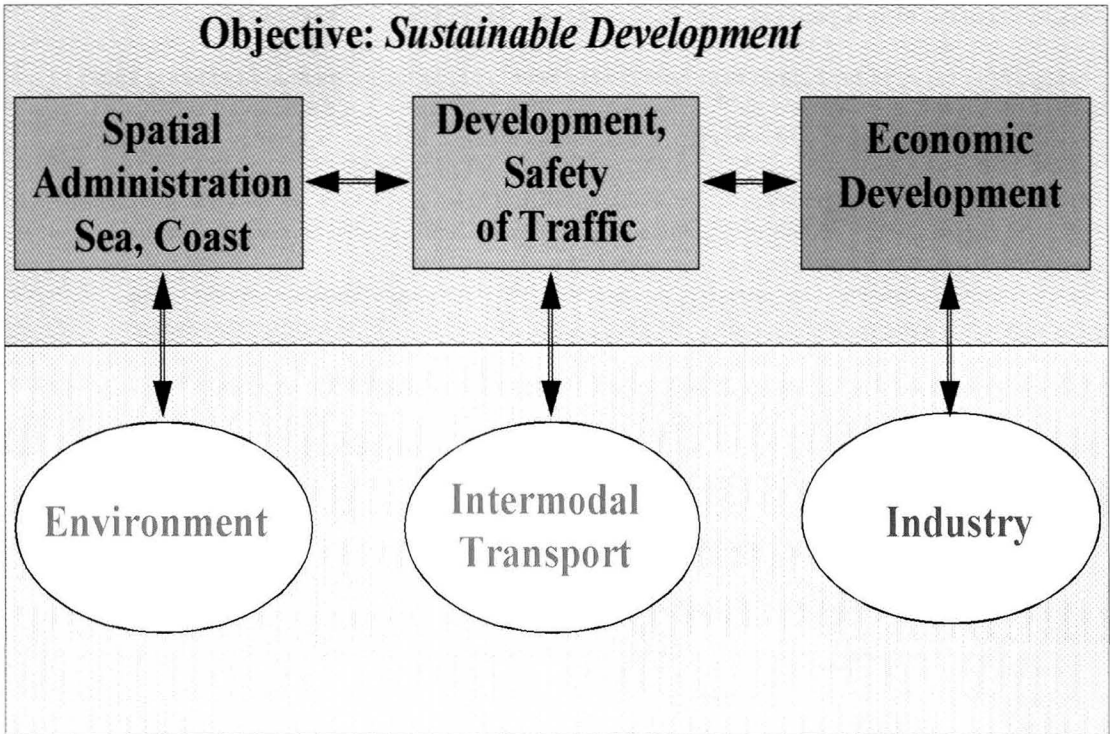 Objective: Sustainable Development
Spatial
Administration
Sea, Coast
Development,
Safety
of Traffic
Economic
Development
Environment
Intermodal
Transport
Industry